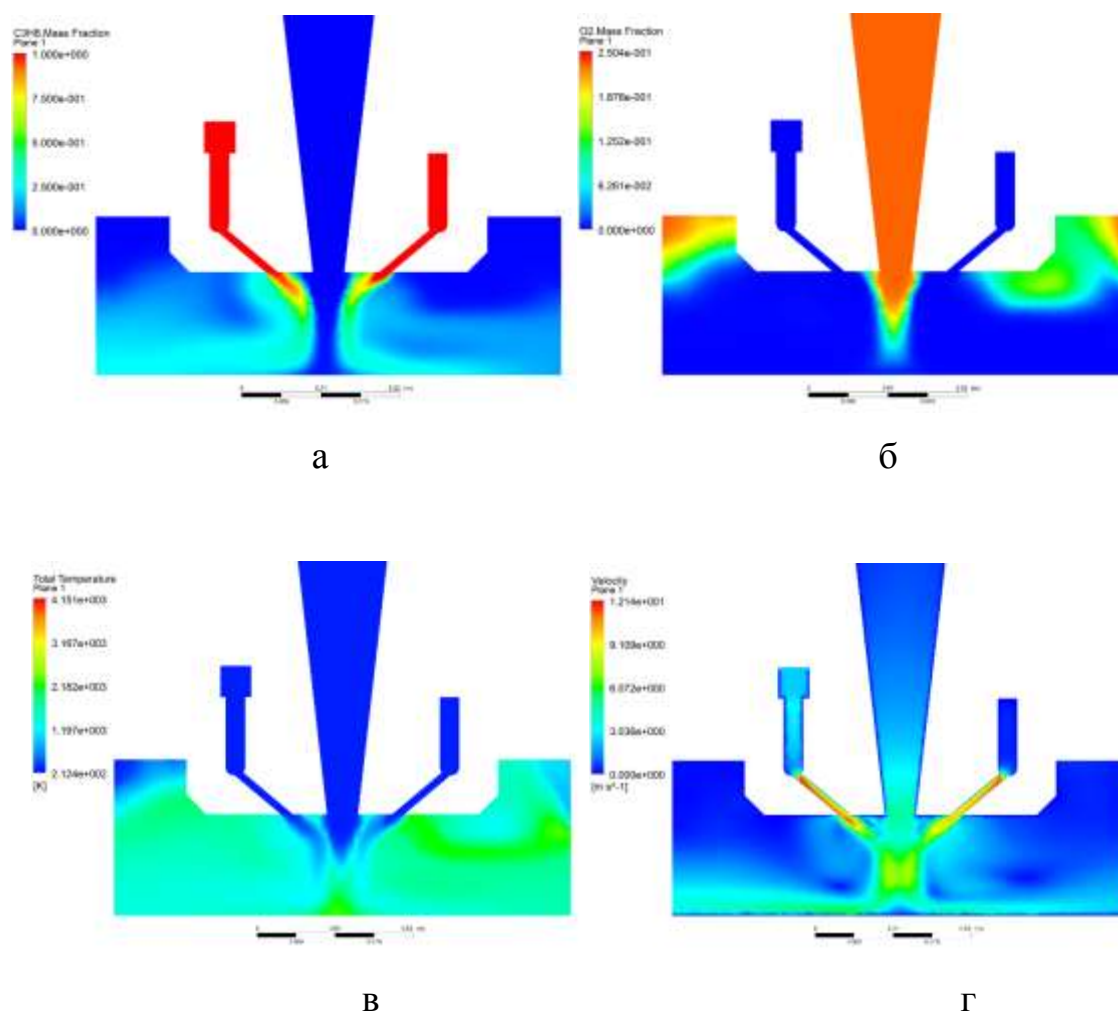 C3H8.Mass Fraction
Plane 1
1.000e+000
7.500e-001
5.000e-001
2.500e-001
0.000e+000
а
O2.Mass Fraction
Plane 1
2.504e-001
1.878e-001
1.252e-001
6.261e-002
0.000e+000
б
Total Temperature
Plane 1
4.151e+003
3.167e+003
2.182e+003
1.197e+003
2.124e+002
[K]
в
Velocity
Plane 1
1.214e+001
9.109e+000
6.072e+000
3.036e+000
0.000e+000
[m s^-1]
г